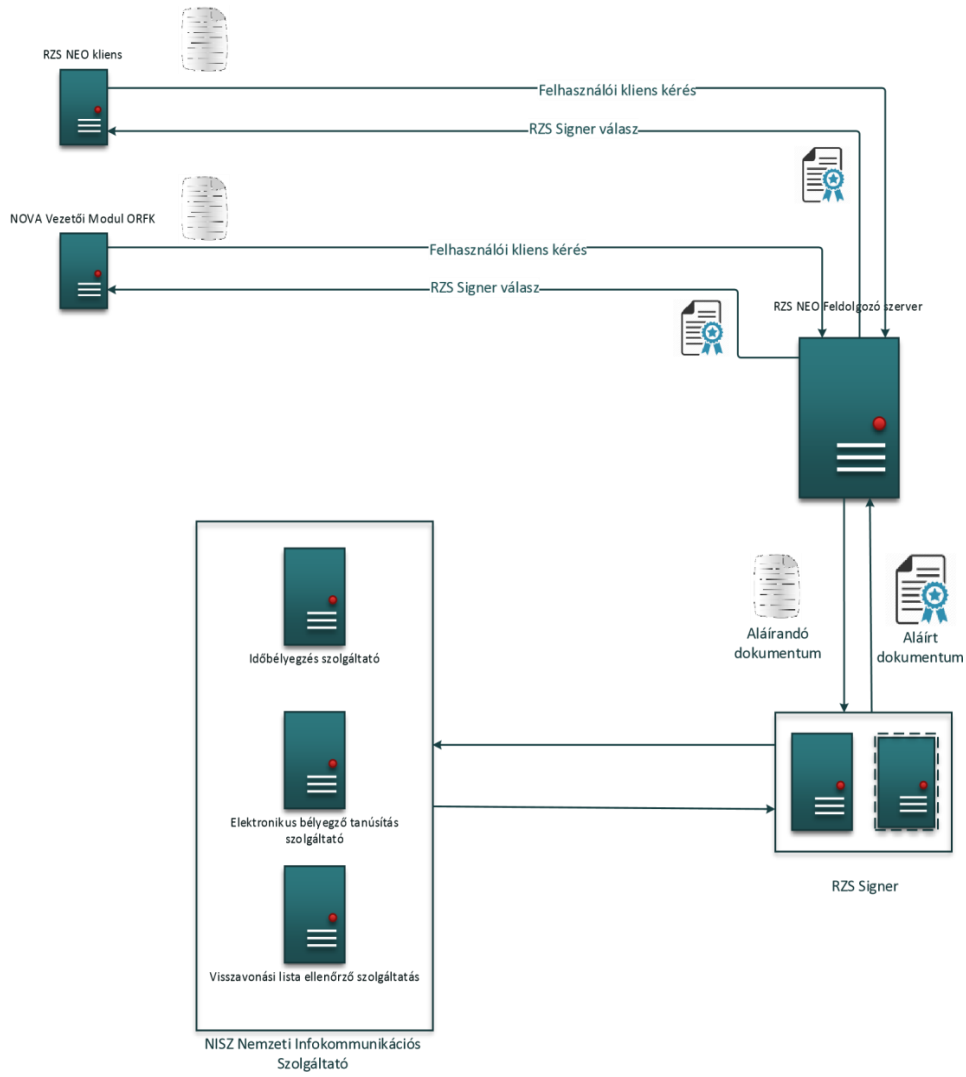 RZS NEO kliens
Felhasználói kliens kérés
RZS Signer válasz
NOVA Vezetői Modul ORFK
Felhasználói kliens kérés
RZS Signer válasz
RZS NEO Feldolgozó szerver
Aláírandó
dokumentum
Aláírt
dokumentum
Időbélyegzés szolgáltató
Elektronikus bélyegző tanúsítás
szolgáltató
RZS Signer
Visszavonási lista ellenőrző szolgáltatás
NISZ Nemzeti Infokommunikációs
Szolgáltató